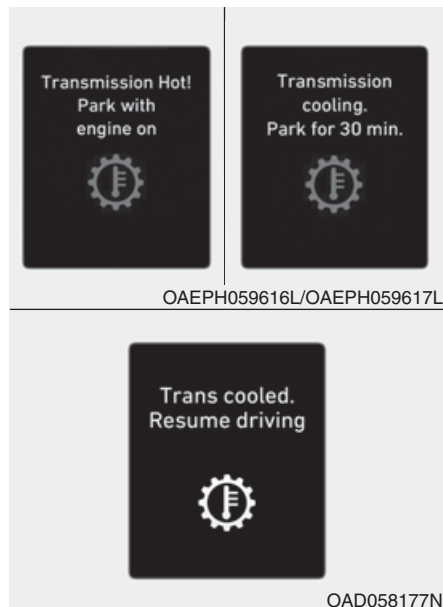 Transmission Hot!
Park with
engine on
Transmission
cooling.
Park for 30 min.
OAEPH059616L/OAEPH059617L
Trans cooled.
Resume driving
OAD058177N